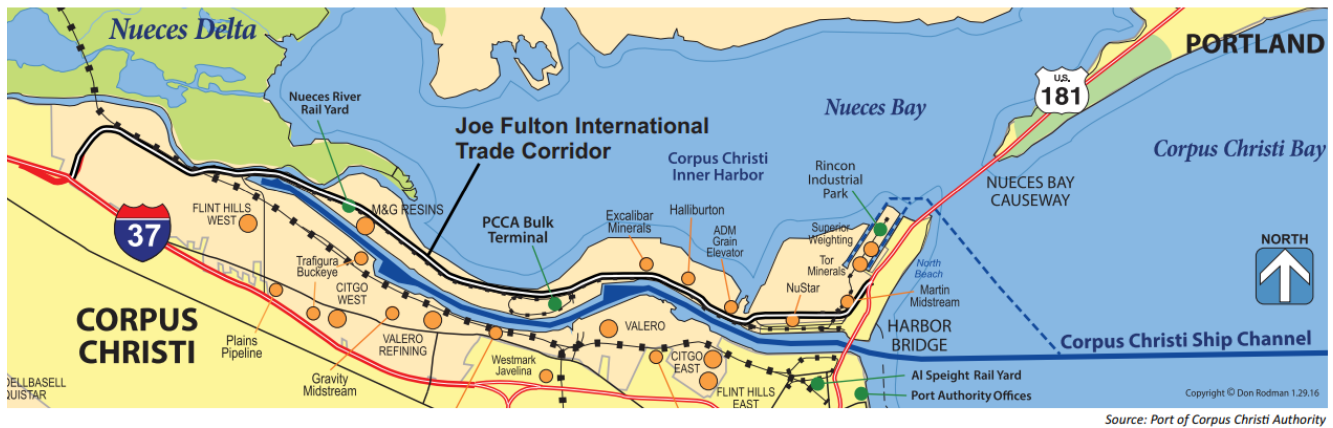 Nueces Delta
PORTLAND
U.S.
181
Nueces River
Rail Yard
Nueces Bay
Joe Fulton International
Trade Corridor
Corpus Christi
Inner Harbor
Corpus Christi Bay
Rincon
Industrial
Park
NUECES BAY
CAUSEWAY
FLINT HILLS
WEST
M&G RESINS
PCCA Bulk
Terminal
Excalibar
Minerals
Halliburton
ADM
Grain
Elevator
Superior
Weighting
Tor
Minerals
North
Beach
NORTH
37
Trafigura
Buckeye
CITGO
WEST
NuStar
Martin
Midstream
CORPUS
CHRISTI
Plains
Pipeline
VALERO
REFINING
VALERO
HARBOR
BRIDGE
Corpus Christi Ship Channel
Gravity
Midstream
Westmark
Javelina
CITGO
EAST
FLINT HILLS
EAST
Al Speight Rail Yard
Port Authority Offices
DELLBASELL
QUISTAR
Copyright © Don Rodman 1.29.16
Source: Port of Corpus Christi Authority